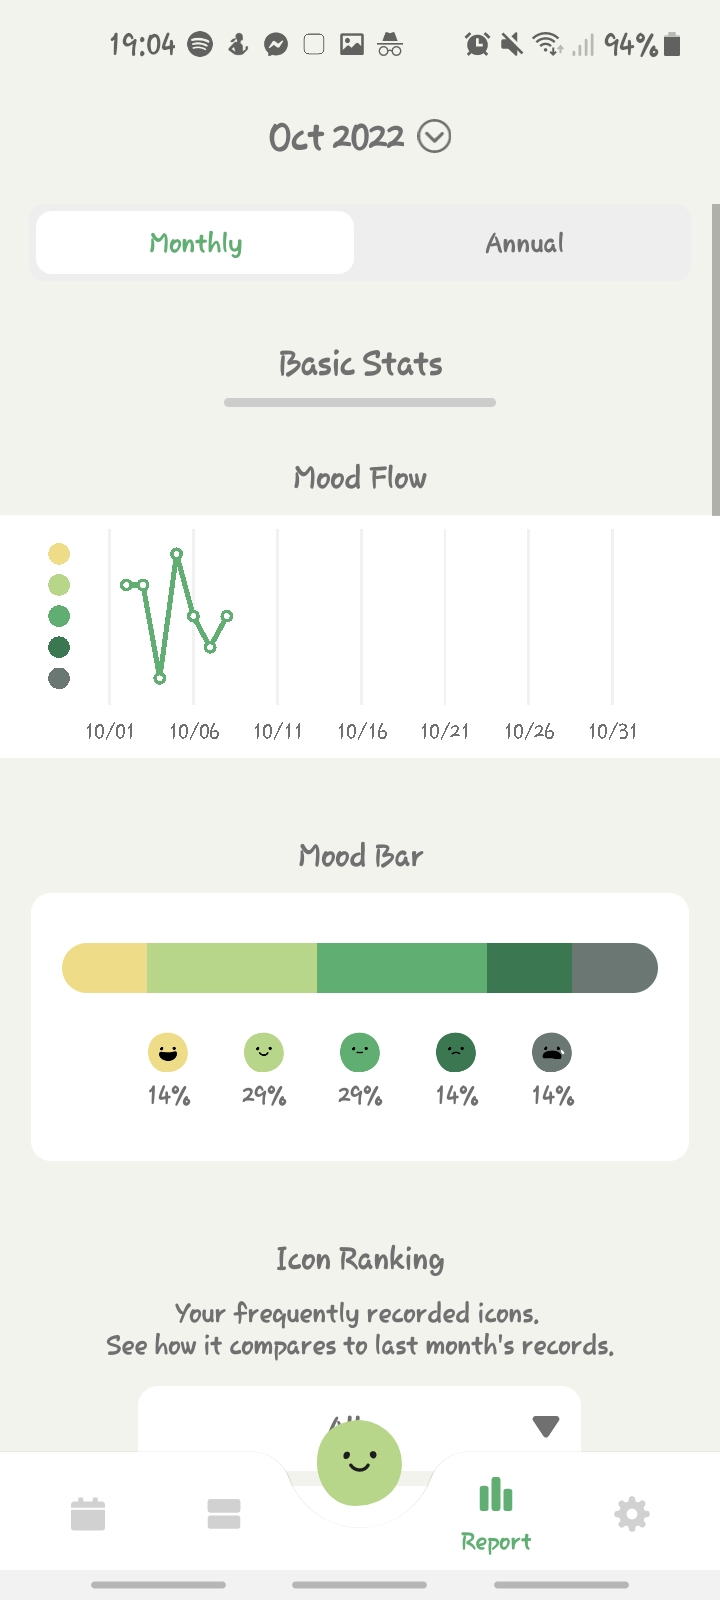 19:04 94%
Oct 2022
Monthly Annual
Basic Stats
Mood Flow
10/01 10/06 10/11 10/16 10/21 10/26 10/31
Mood Bar
14% 29% 29% 14% 14%
Icon Ranking
Your frequently recorded icons.
See how it compares to last month's records.
Report